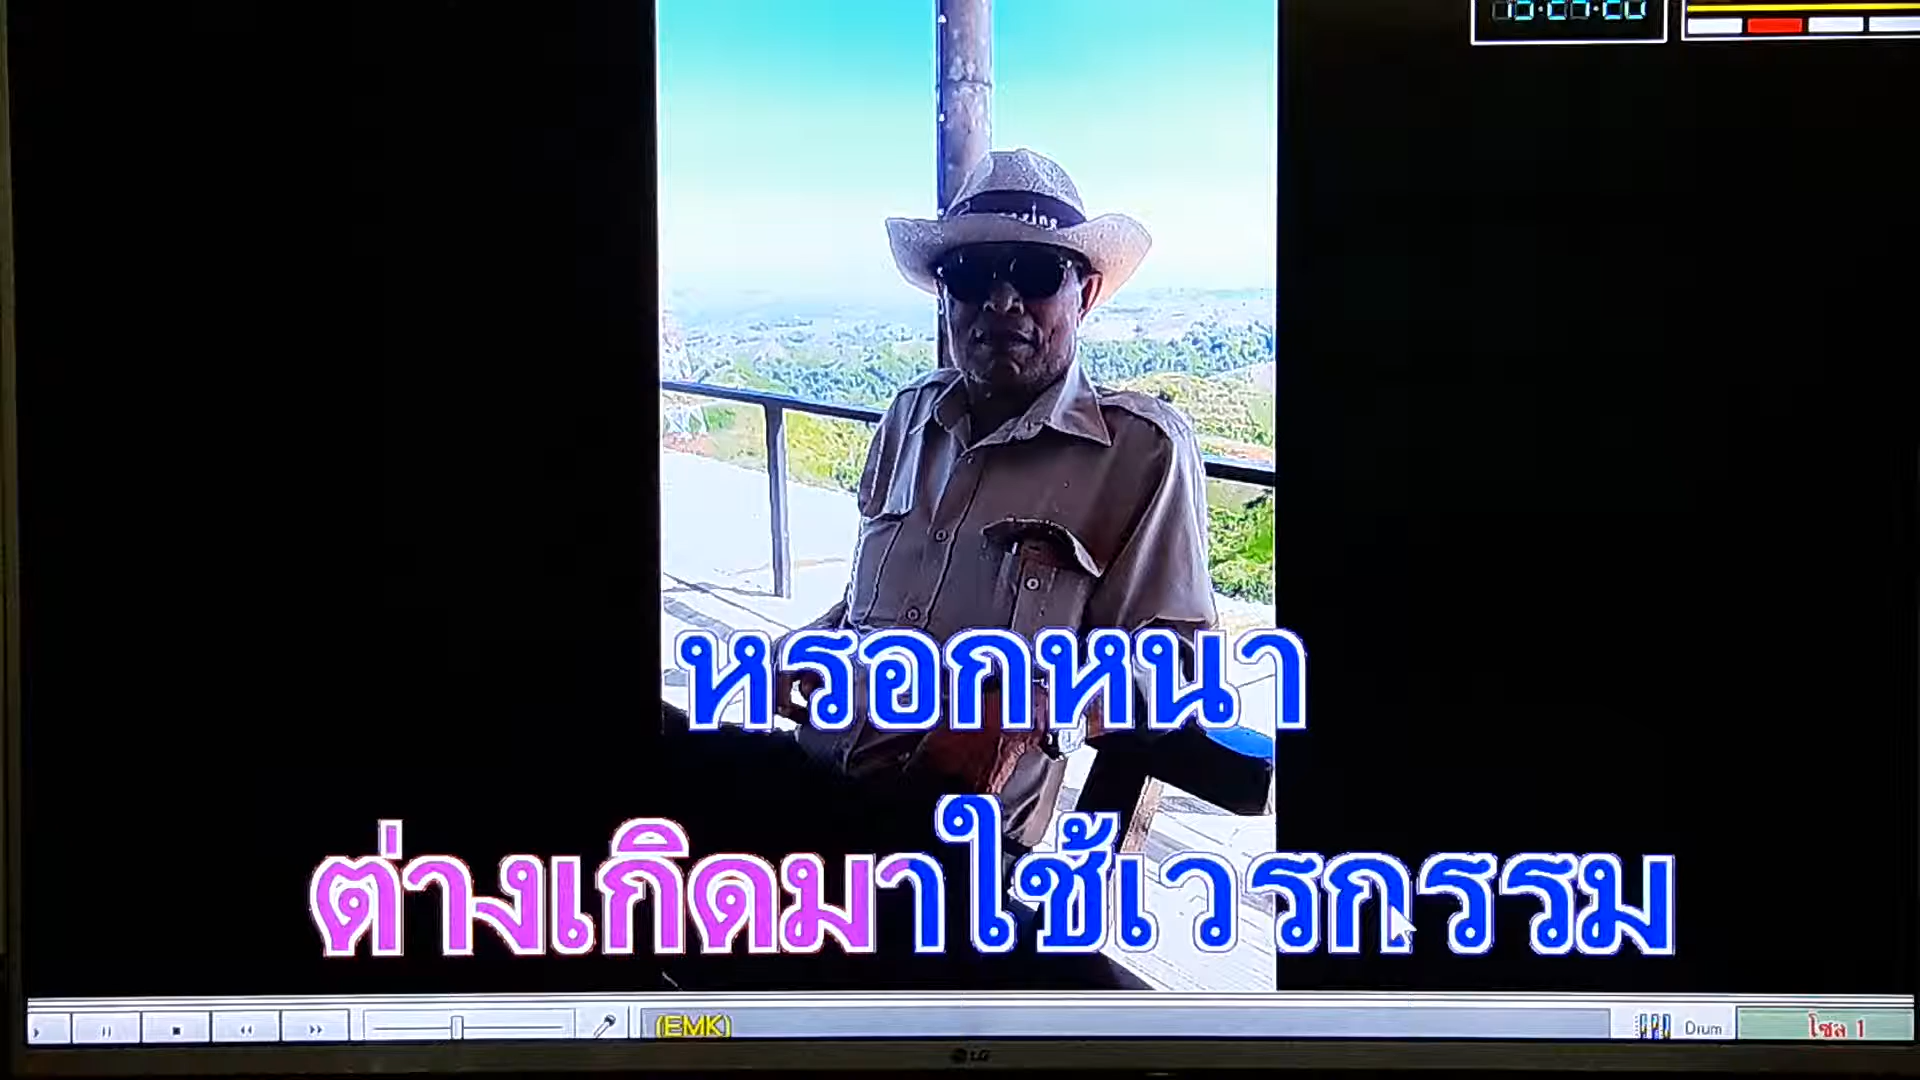 หรอกหนา
ต่างเกิดมาใช้เวรกรรม
(EMK)
Drum
โซล 1
LG